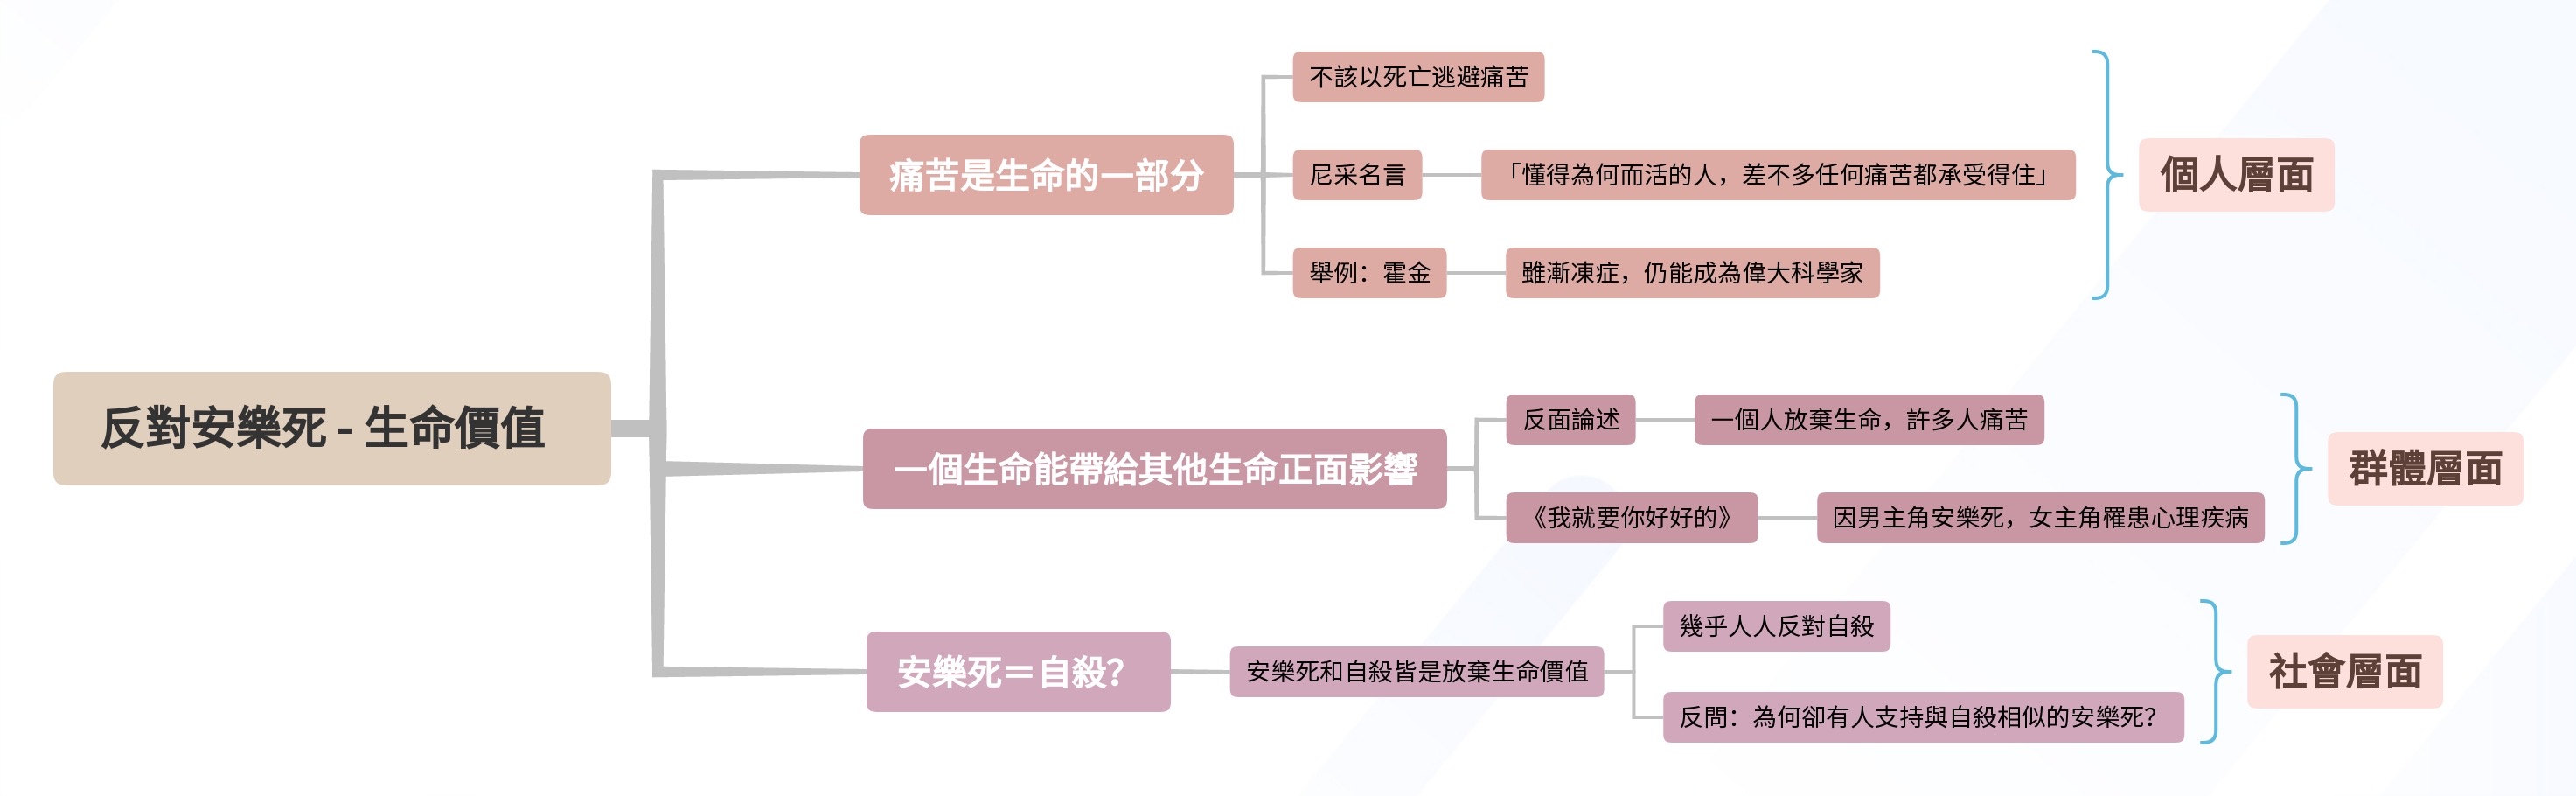 反對安樂死 - 生命價值
痛苦是生命的一部分
不該以死亡逃避痛苦
尼采名言
「懂得為何而活的人，差不多任何痛苦都承受得住」
舉例：霍金
雖漸凍症，仍能成為偉大科學家
個人層面
一個生命能帶給其他生命正面影響
反面論述
一個人放棄生命，許多人痛苦
《我就要你好好的》
因男主角安樂死，女主角罹患心理疾病
群體層面
安樂死＝自殺？
安樂死和自殺皆是放棄生命價值
幾乎人人反對自殺
反問：為何卻有人支持與自殺相似的安樂死？
社會層面